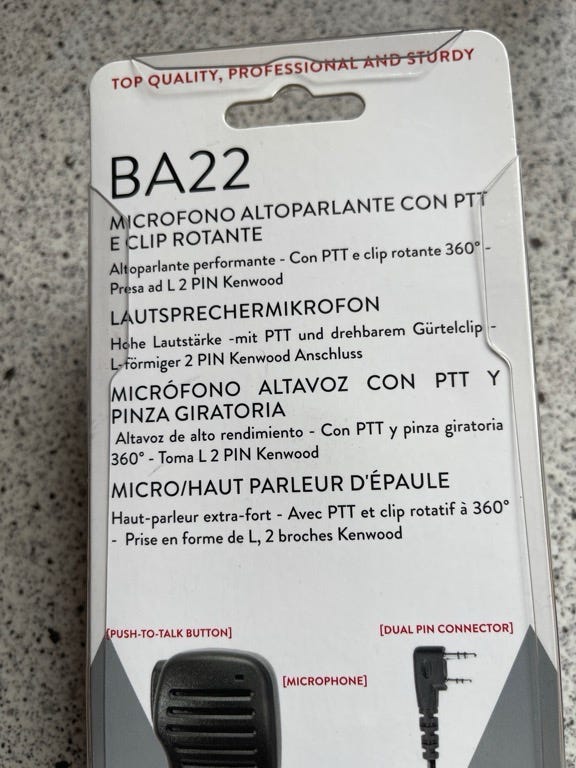 TOP QUALITY, PROFESSIONAL AND STURDY
BA22
MICROFONO ALTOPARLANTE CON PTT
E CLIP ROTANTE
Altoparlante performante - Con PTT e clip rotante 360° -
Presa ad L 2 PIN Kenwood
LAUTSPRECHERMIKROFON
Hohe Lautstärke -mit PTT und drehbarem Gürtelclip -
L-förmiger 2 PIN Kenwood Anschluss
MICRÓFONO ALTAVOZ CON PTT Y
PINZA GIRATORIA
Altavoz de alto rendimiento - Con PTT y pinza giratoria
360° - Toma L 2 PIN Kenwood
MICRO/HAUT PARLEUR D'ÉPAULE
Haut-parleur extra-fort - Avec PTT et clip rotatif à 360°
- Prise en forme de L, 2 broches Kenwood
[PUSH-TO-TALK BUTTON]
[DUAL PIN CONNECTOR]
[MICROPHONE]